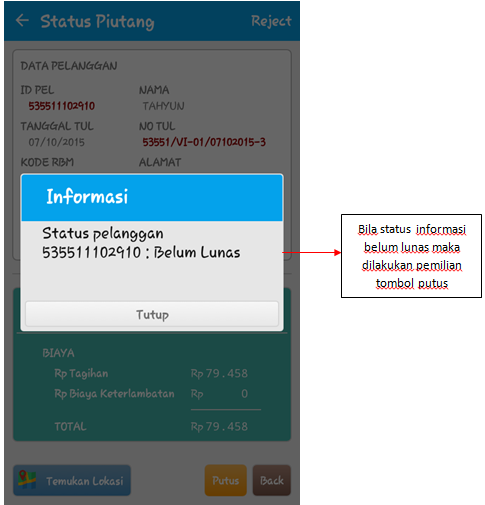 Status Piutang
Reject
DATA PELANGGAN
ID PEL NAMA
535511102910 TAHYUN
TANGGAL TUL NO TUL
07/10/2015 53551/VI-01/07102015-3
KODE RBM ALAMAT
Informasi
Status pelanggan
535511102910 : Belum Lunas
Tutup
BIAYA
Rp Tagihan Rp 79.458
Rp Biaya Keterlambatan Rp 0
TOTAL Rp 79.458
Temukan Lokasi
Putus
Back
Bila status informasi
belum lunas maka
dilakukan pemilian
tombol putus